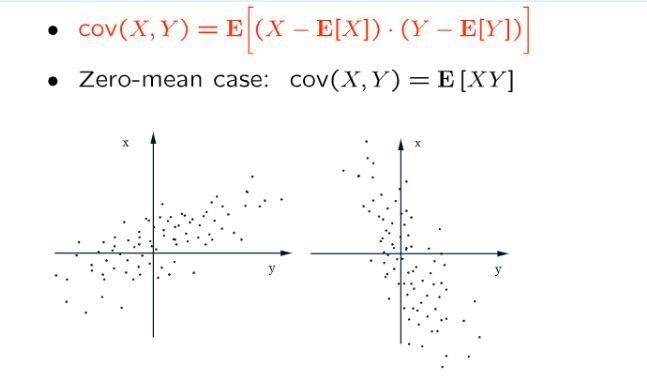 • cov(X, Y) = E[(X − E[X]) · (Y − E[Y])]
• Zero-mean case: cov(X, Y) = E[XY]
x
x
y
y